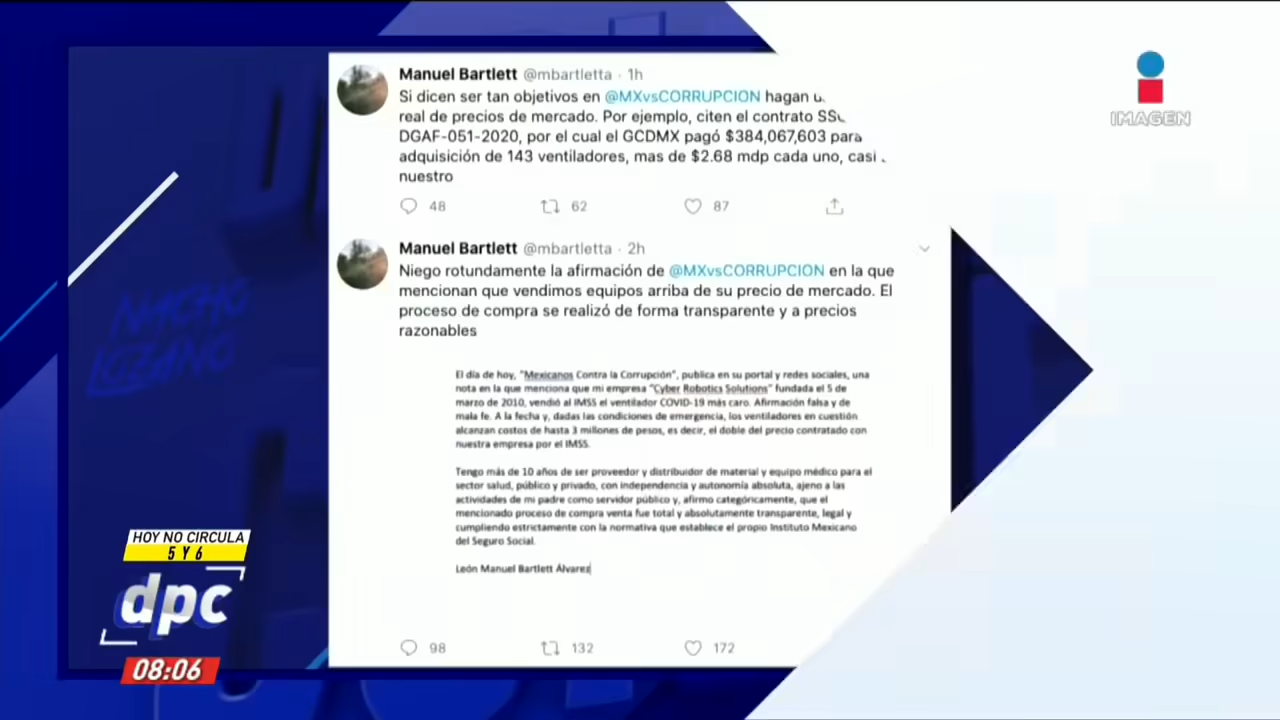 Manuel Bartlett @mbartletta · 1h
Si dicen ser tan objetivos en @MXvsCORRUPCION hagan
real de precios de mercado. Por ejemplo, citen el contrato
DGAF-051-2020, por el cual el GCDMX pagó $384,067,603 para
adquisición de 143 ventiladores, mas de $2.68 mdp cada uno, casi
nuestro
48 62 87
Manuel Bartlett @mbartletta · 2h
Niego rotundamente la afirmación de @MXvsCORRUPCION en la que
mencionan que vendimos equipos arriba de su precio de mercado. El
proceso de compra se realizó de forma transparente y a precios
razonables
El día de hoy, "Mexicanos Contra la Corrupción", publica en su portal y redes sociales, una
nota en la que menciona que mi empresa "Cyber Robotics Solutions" fundada el 5 de
marzo de 2010, vendió al IMSS el ventilador COVID-19 más caro. Afirmación falsa y de
mala fe. A la fecha y, dadas las condiciones de emergencia, los ventiladores en cuestión
alcanzan costos de hasta 3 millones de pesos, es decir, el doble del precio contratado con
nuestra empresa por el IMSS.
Tengo más de 10 años de ser proveedor y distribuidor de material y equipo médico para el
sector salud, público y privado, con independencia y autonomía absoluta, ajeno a las
actividades de mi padre como servidor público y, afirmo categóricamente, que el
mencionado proceso de compra venta fue total y absolutamente transparente, legal y
cumpliendo estrictamente con la normativa que establece el propio Instituto Mexicano
del Seguro Social.
León Manuel Bartlett Álvarez
98 132 172
IMAGEN
NACHO
LOZANO
HOY NO CIRCULA
5 Y 6
dpc
08:06